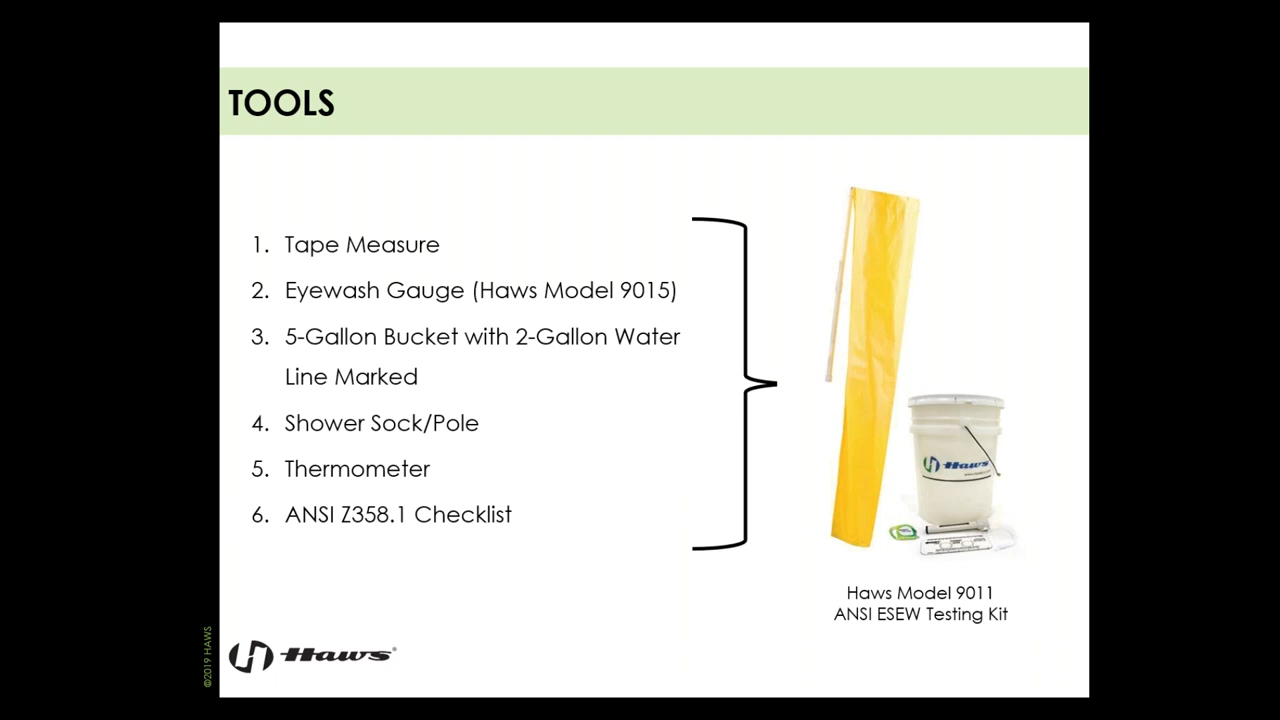 TOOLS
1. Tape Measure
2. Eyewash Gauge (Haws Model 9015)
3. 5-Gallon Bucket with 2-Gallon Water
Line Marked
4. Shower Sock/Pole
5. Thermometer
6. ANSI Z358.1 Checklist
Haws
Haws Model 9011
ANSI ESEW Testing Kit
©2019 HAWS
Haws®